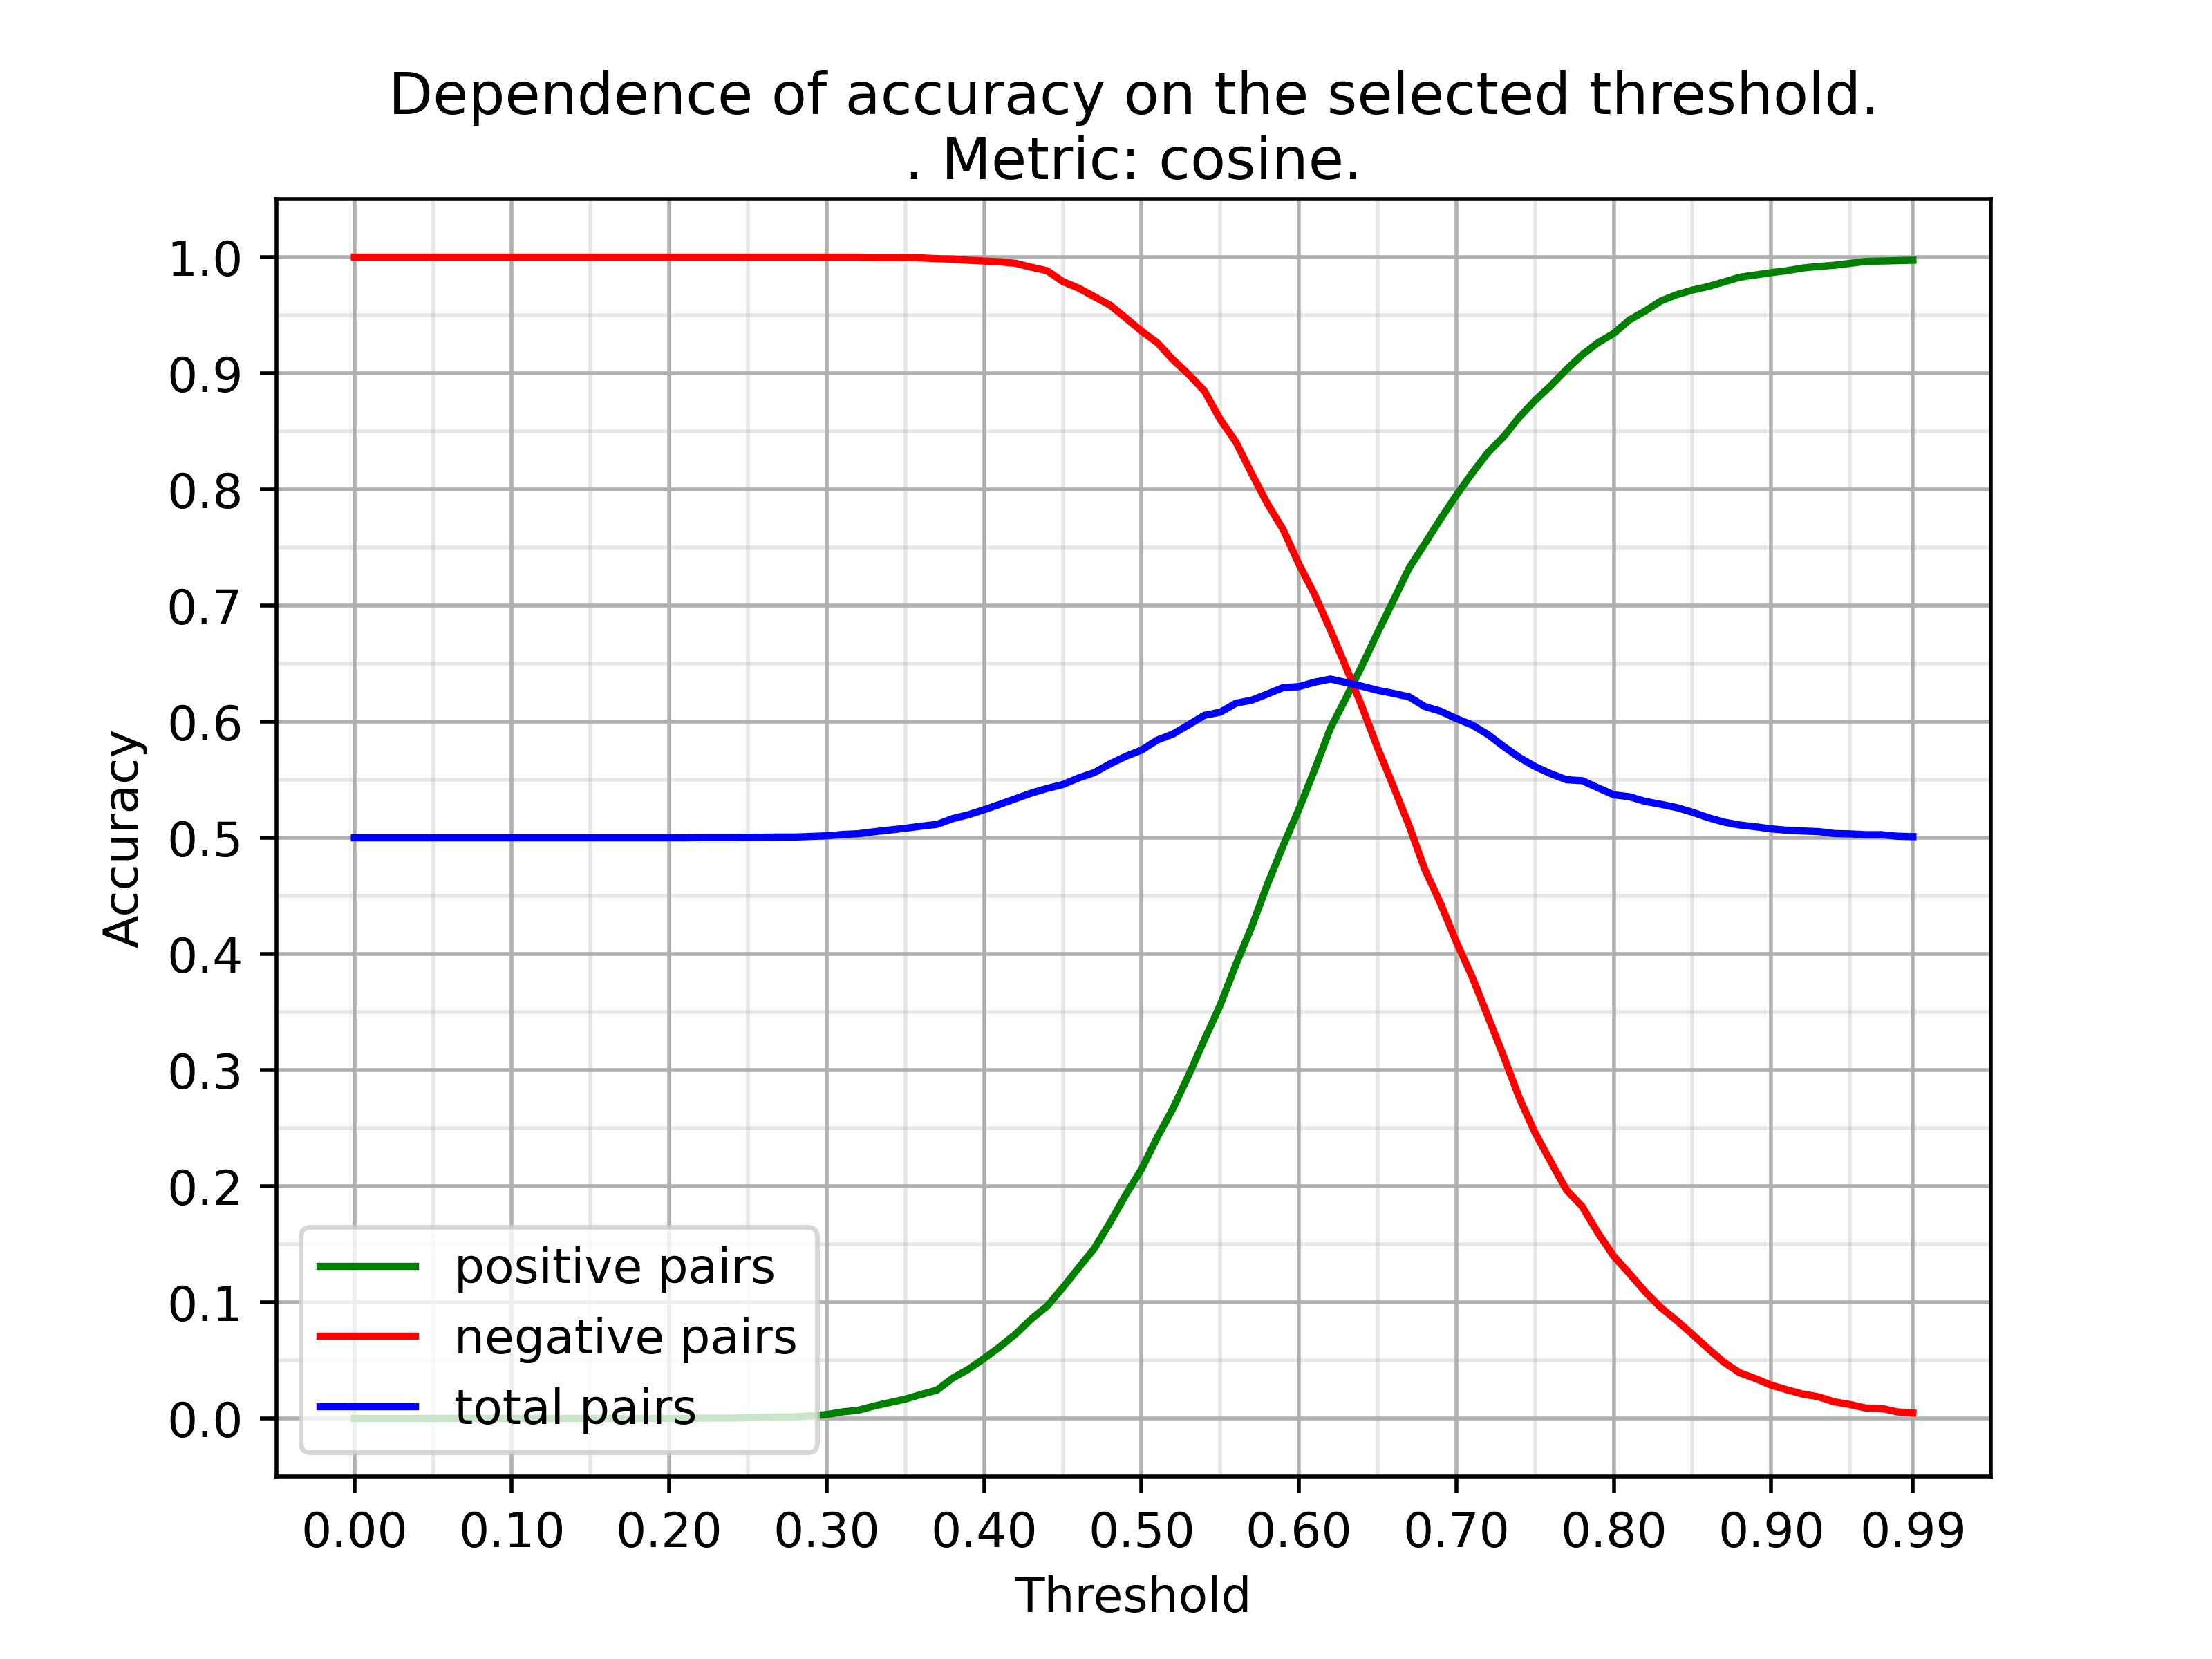 Dependence of accuracy on the selected threshold.
. Metric: cosine.
1.0
0.9
0.8
0.7
0.6
0.5
0.4
0.3
0.2
0.1
0.0
Accuracy
positive pairs
negative pairs
total pairs
0.00 0.10 0.20 0.30 0.40 0.50 0.60 0.70 0.80 0.90 0.99
Threshold